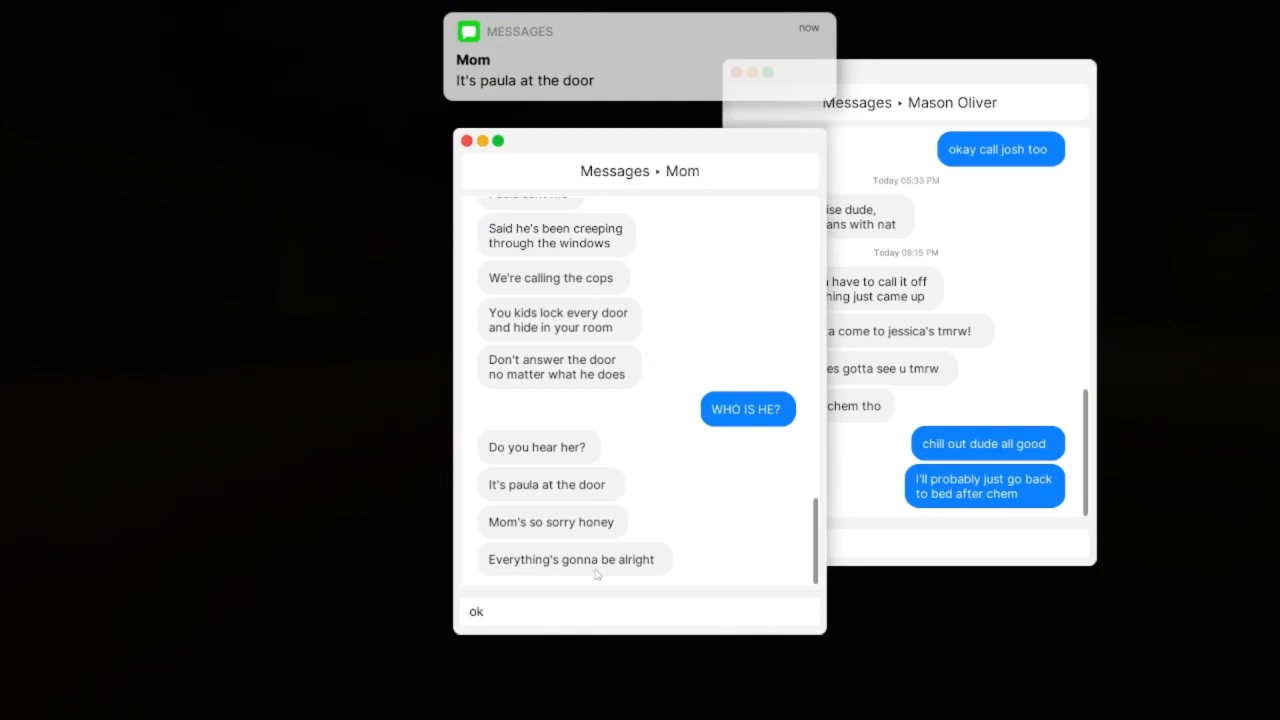 MESSAGES
now
Mom
It's paula at the door
Messages ▸ Mason Oliver
okay call josh too
Today 05:33 PM
dude,
with nat
Today 08:15 PM
have to call it off
just came up
come to jessica's tmrw!
gotta see u tmrw
chem tho
chill out dude all good
I'll probably just go back
to bed after chem
Messages ▸ Mom
Said he's been creeping
through the windows
We're calling the cops
You kids lock every door
and hide in your room
Don't answer the door
no matter what he does
WHO IS HE?
Do you hear her?
It's paula at the door
Mom's so sorry honey
Everything's gonna be alright
ok